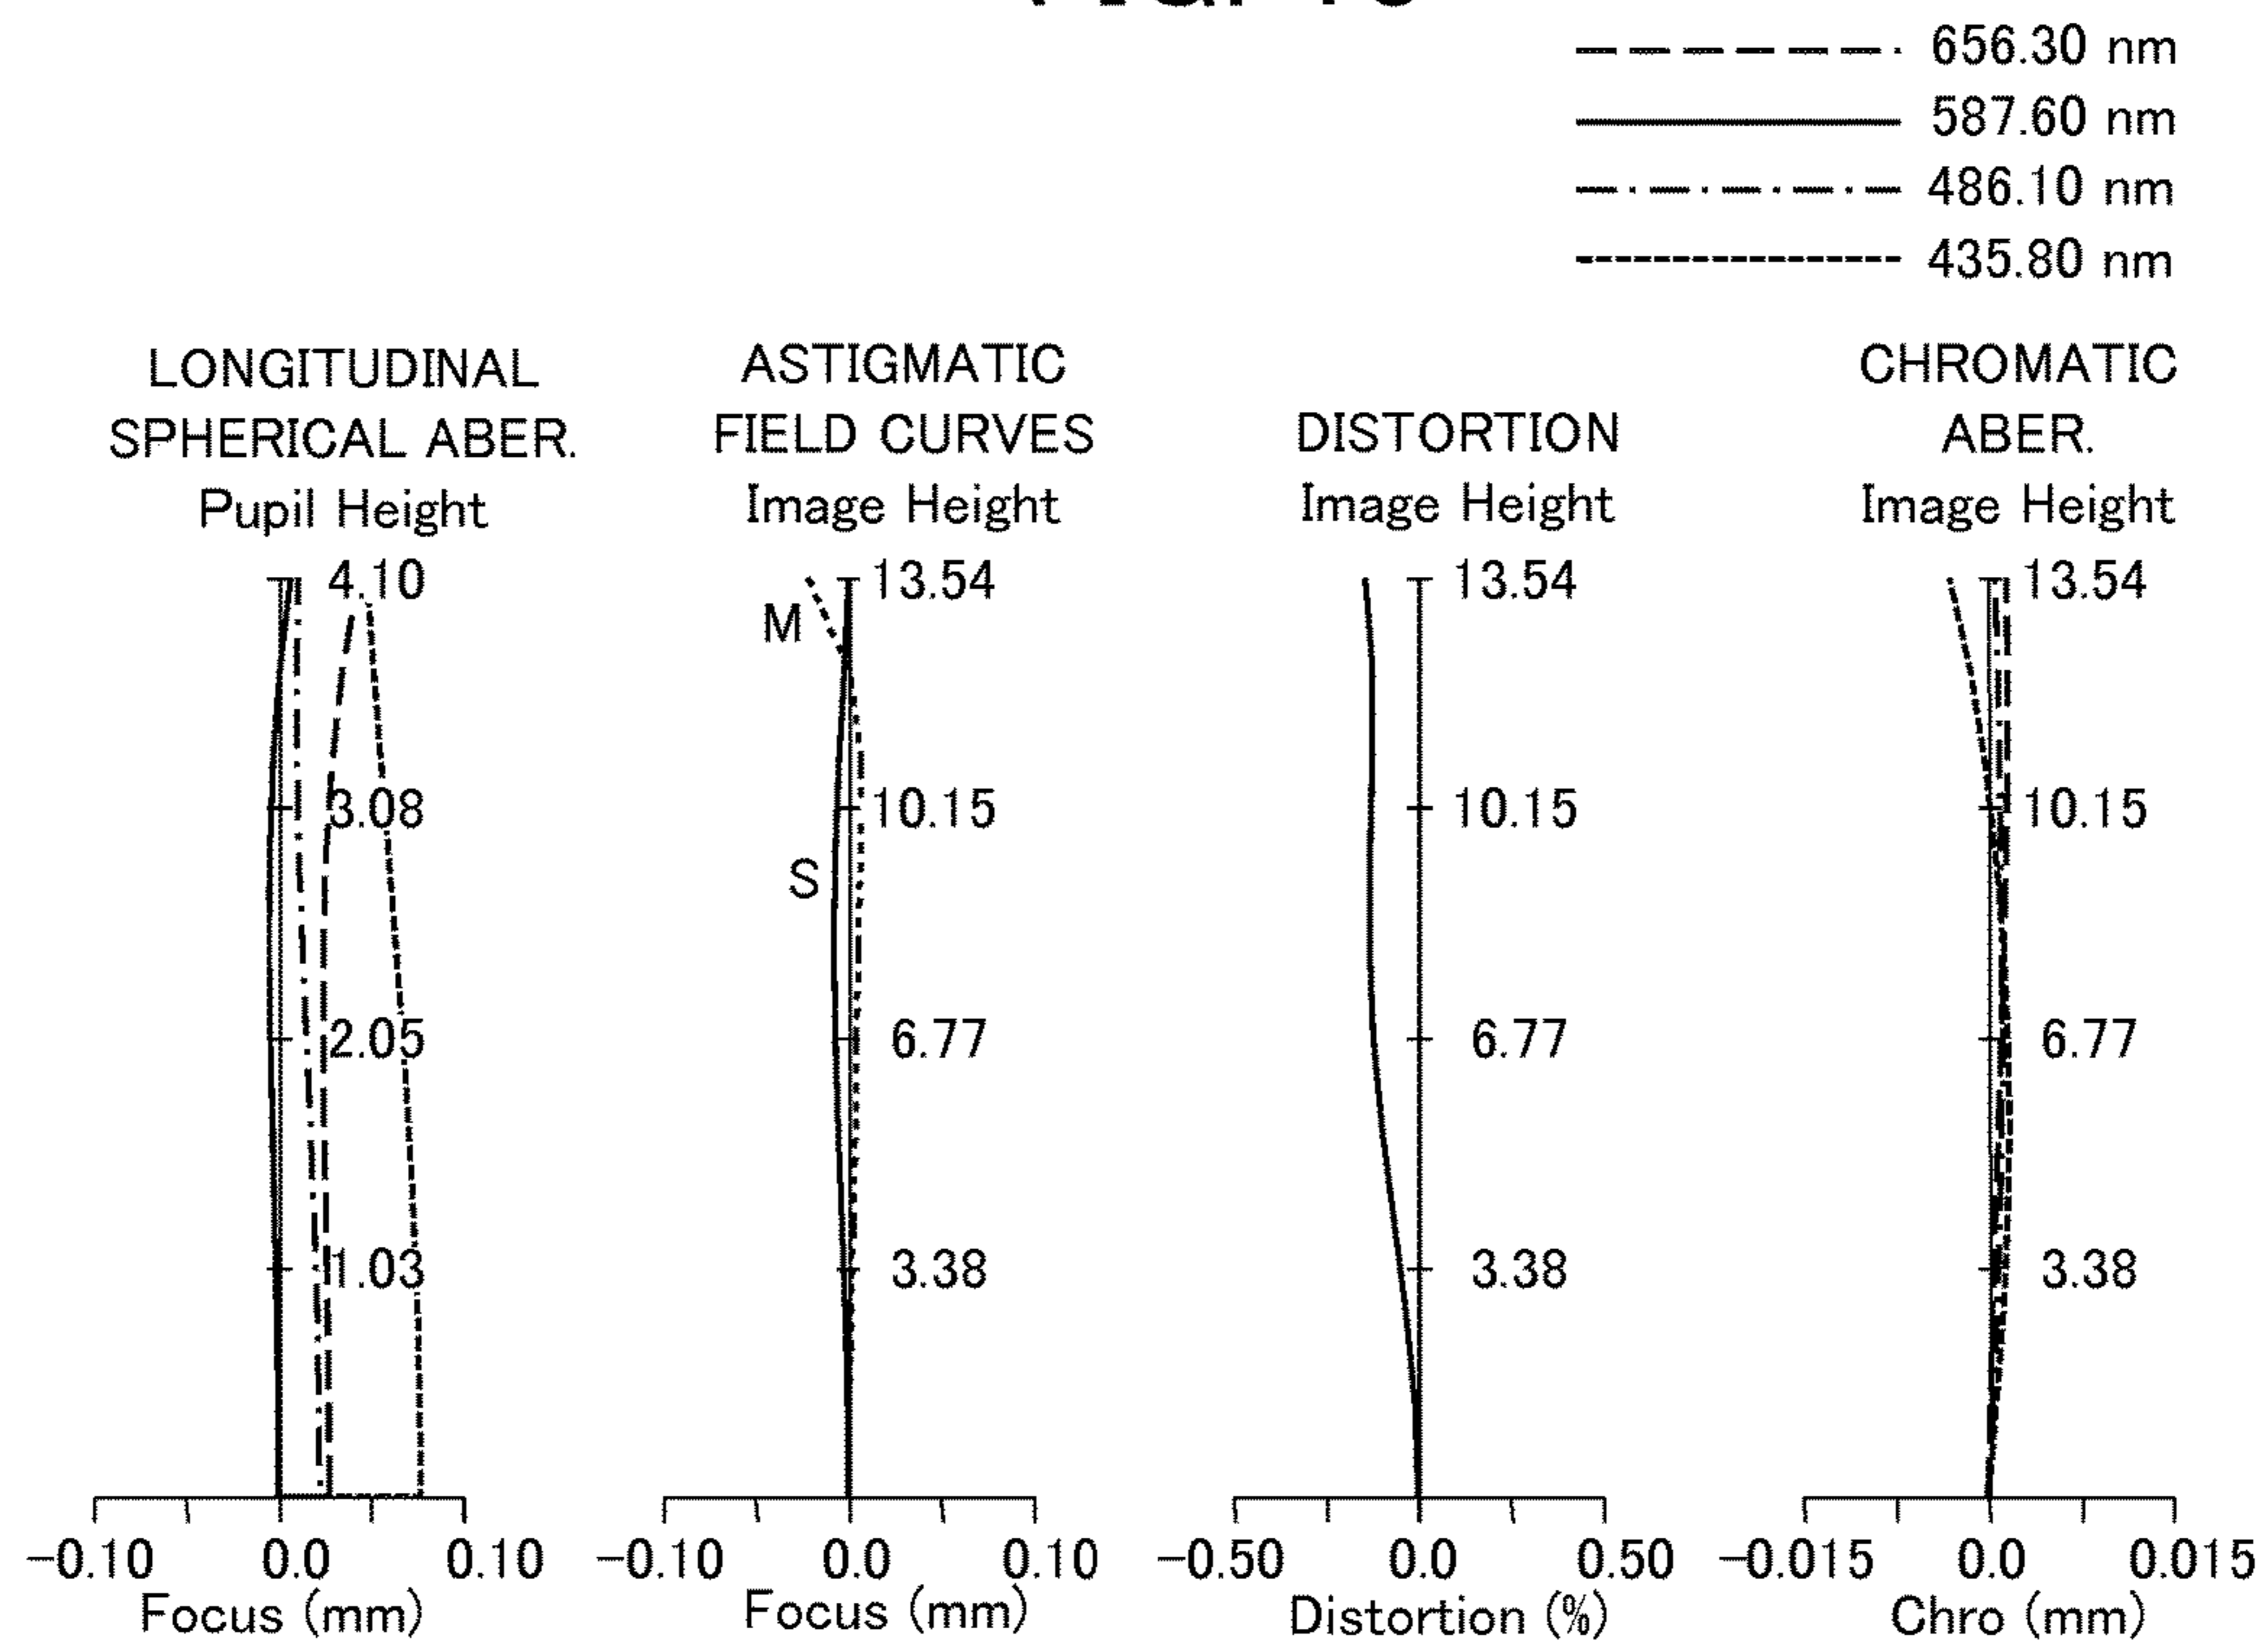 656.30 nm
587.60 nm
486.10 nm
435.80 nm
LONGITUDINAL
SPHERICAL ABER.
Pupil Height
4.10
3.08
2.05
1.03
-0.10 0.0 0.10
Focus (mm)
ASTIGMATIC
FIELD CURVES
Image Height
13.54
M
10.15
S
6.77
3.38
-0.10 0.0 0.10
Focus (mm)
DISTORTION
Image Height
13.54
10.15
6.77
3.38
-0.50 0.0 0.50
Distortion (%)
CHROMATIC
ABER.
Image Height
13.54
10.15
6.77
3.38
-0.015 0.0 0.015
Chro (mm)